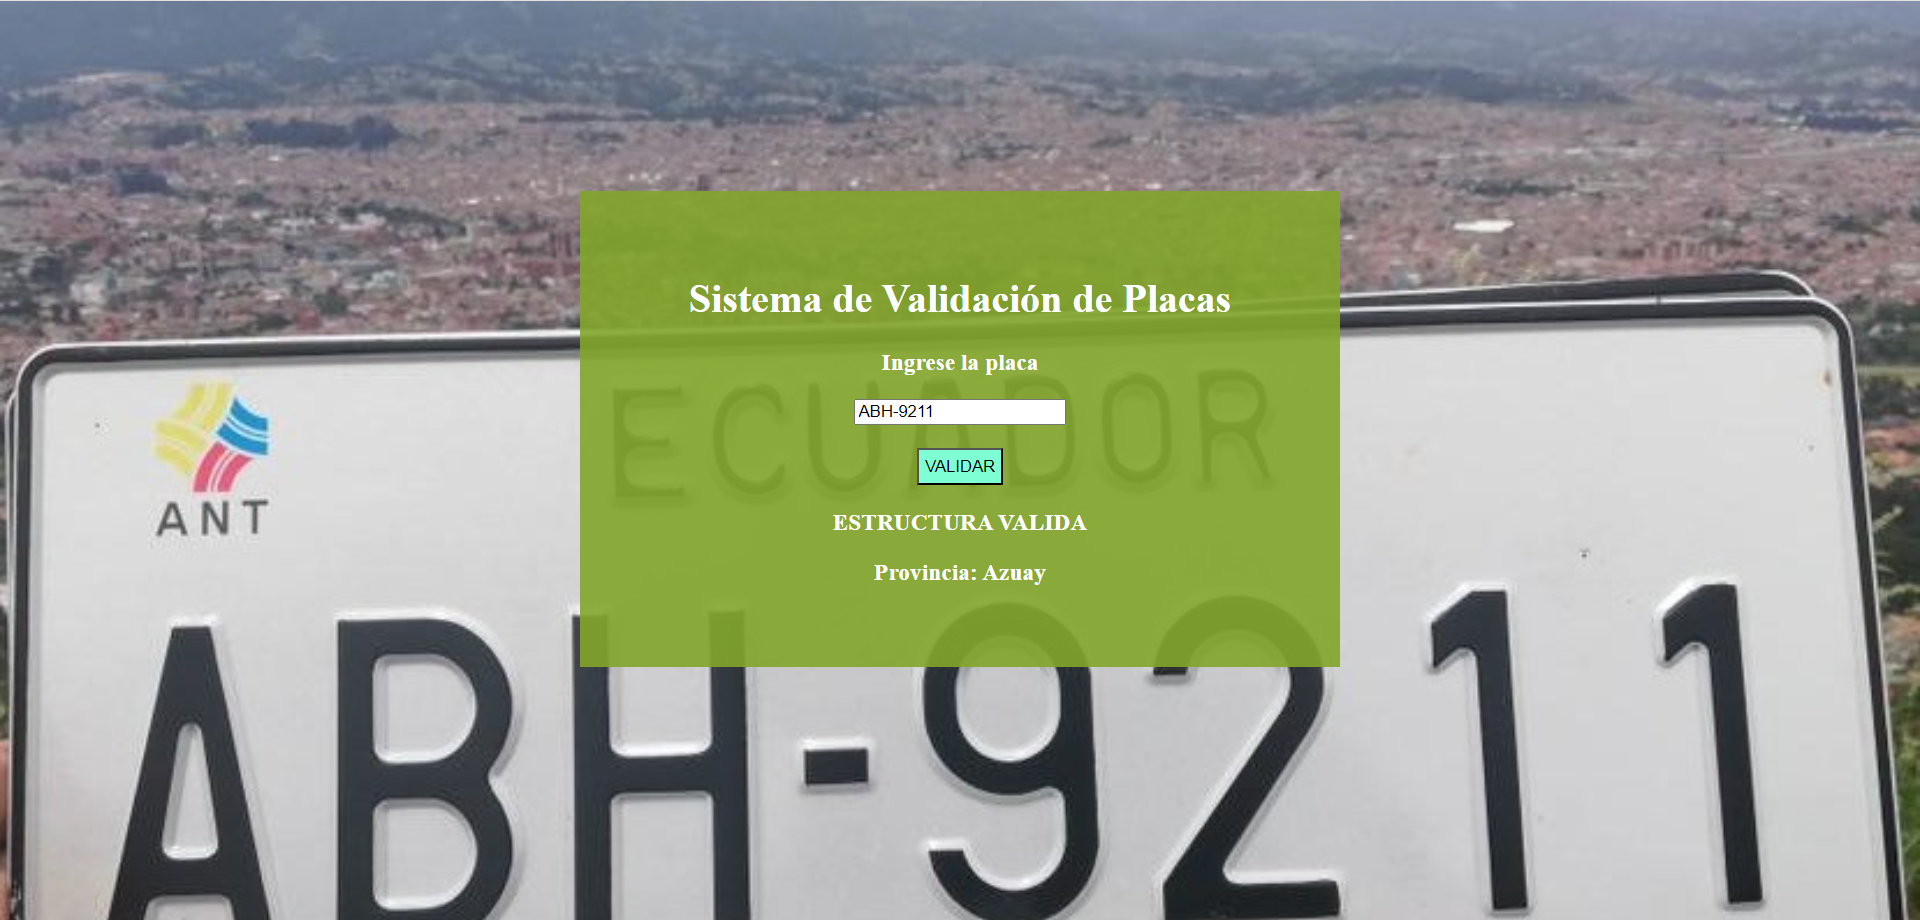 Sistema de Validación de Placas
Ingrese la placa
ABH-9211
VALIDAR
ESTRUCTURA VALIDA
Provincia: Azuay
ECUADOR
ANT
ABH-9211